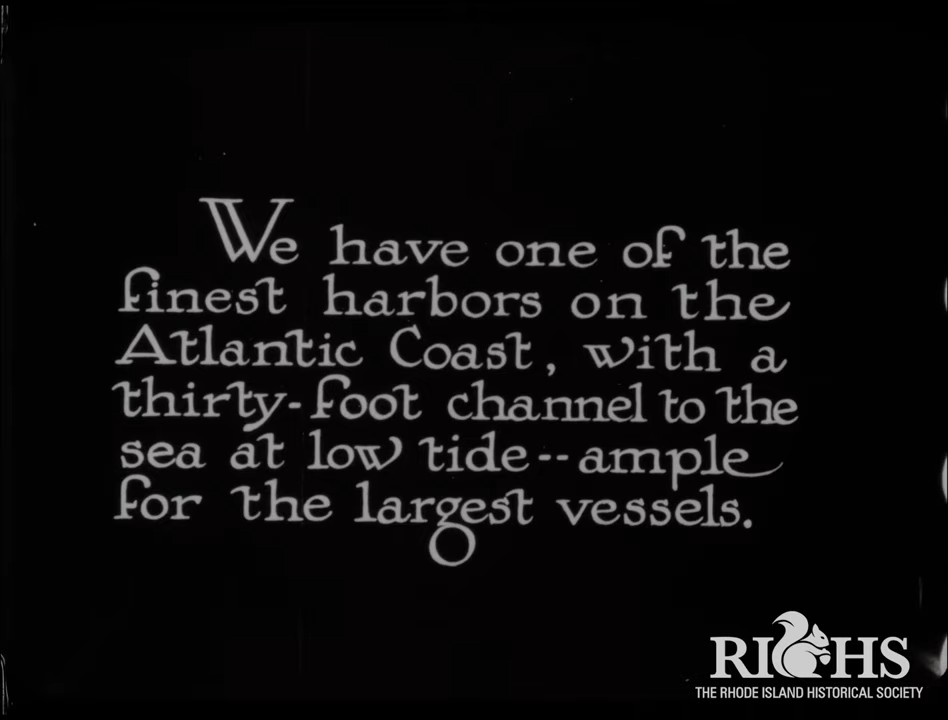 We have one of the
finest harbors on the
Atlantic Coast, with a
thirty-foot channel to the
sea at low tide--ample
for the largest vessels.
RIHS
THE RHODE ISLAND HISTORICAL SOCIETY